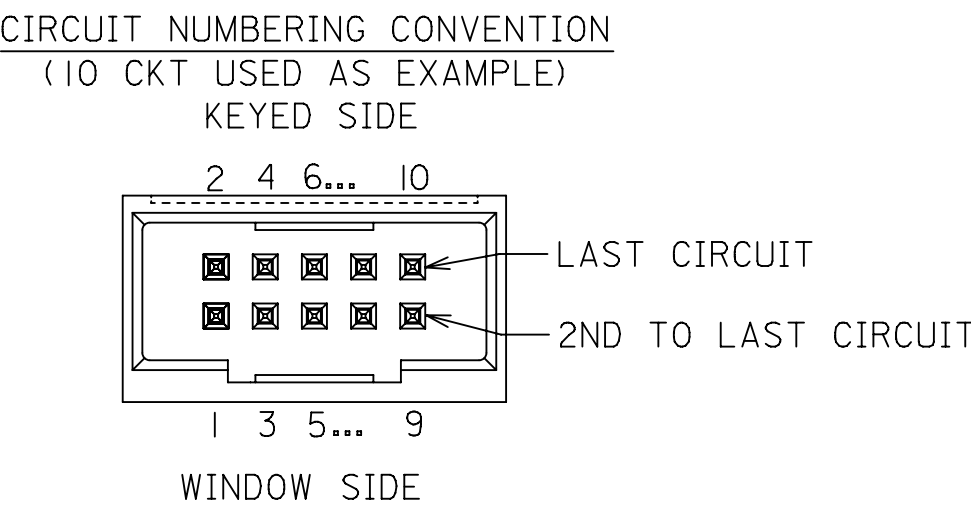 CIRCUIT NUMBERING CONVENTION
(10 CKT USED AS EXAMPLE)
KEYED SIDE
2 4 6... 10
LAST CIRCUIT
2ND TO LAST CIRCUIT
1 3 5... 9
WINDOW SIDE